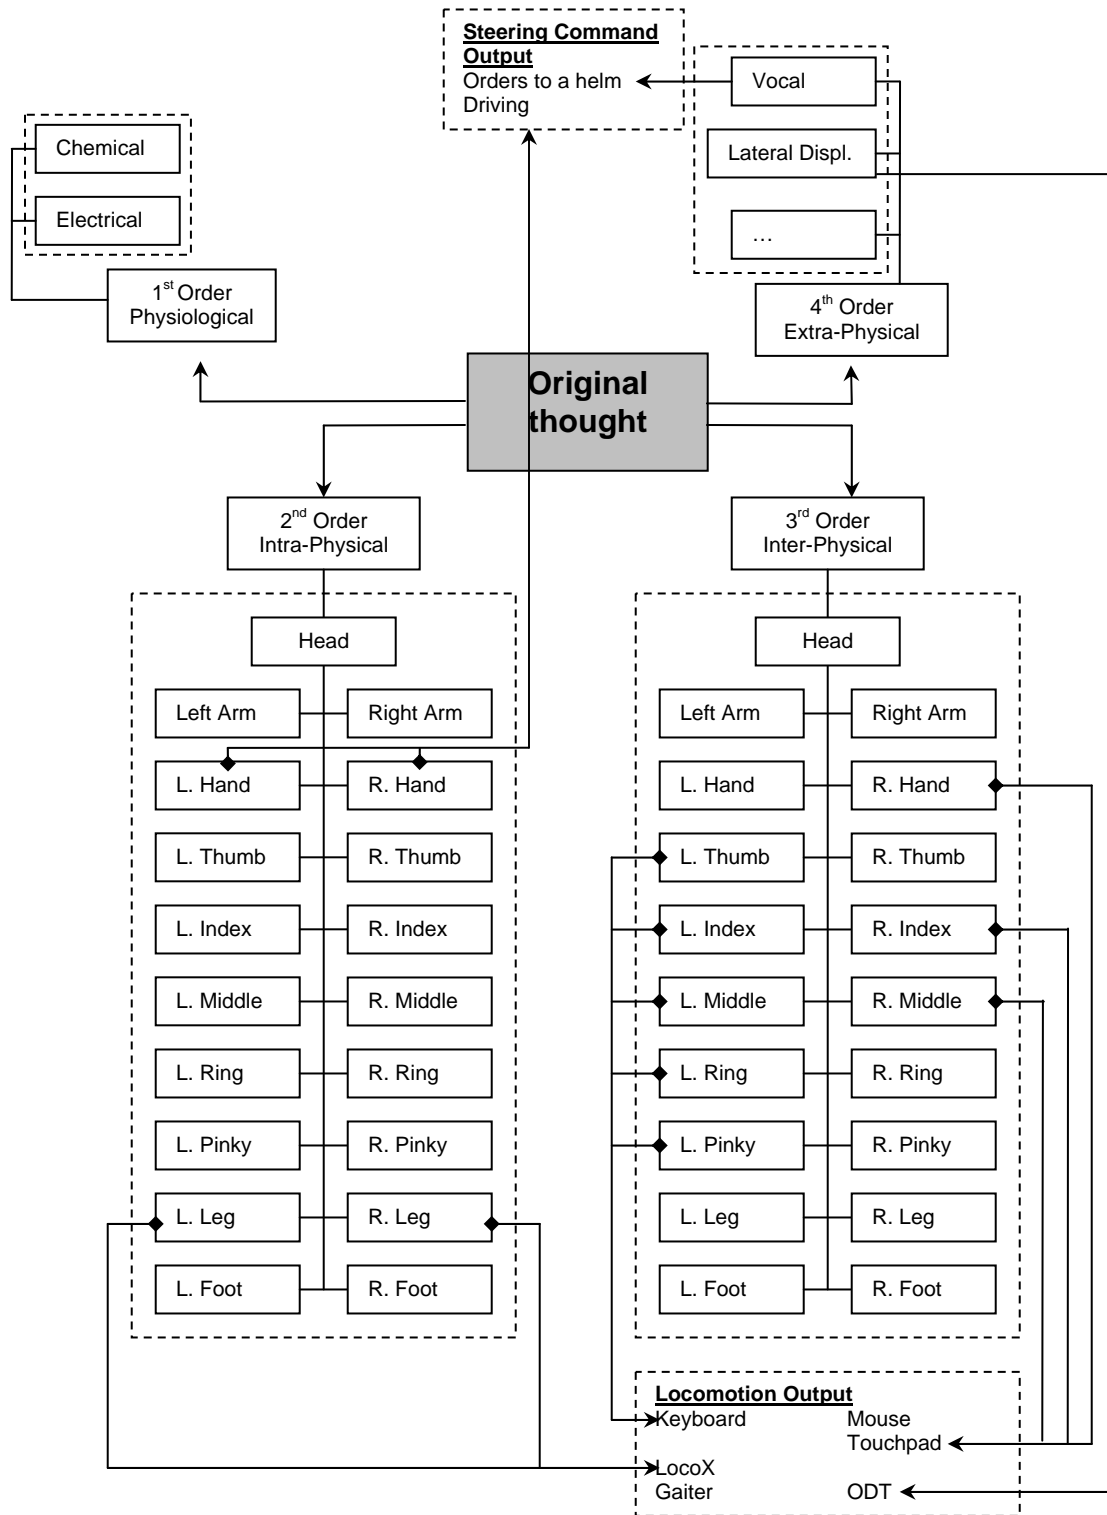 Steering Command
Output
Orders to a helm
Driving
Vocal
Lateral Displ.
…
Chemical
Electrical
1st Order
Physiological
4th Order
Extra-Physical
Original
thought
2nd Order
Intra-Physical
3rd Order
Inter-Physical
Head
Left Arm
Right Arm
L. Hand
R. Hand
L. Thumb
R. Thumb
L. Index
R. Index
L. Middle
R. Middle
L. Ring
R. Ring
L. Pinky
R. Pinky
L. Leg
R. Leg
L. Foot
R. Foot
Head
Left Arm
Right Arm
L. Hand
R. Hand
L. Thumb
R. Thumb
L. Index
R. Index
L. Middle
R. Middle
L. Ring
R. Ring
L. Pinky
R. Pinky
L. Leg
R. Leg
L. Foot
R. Foot
Locomotion Output
Keyboard
Mouse
Touchpad
LocoX
Gaiter
ODT